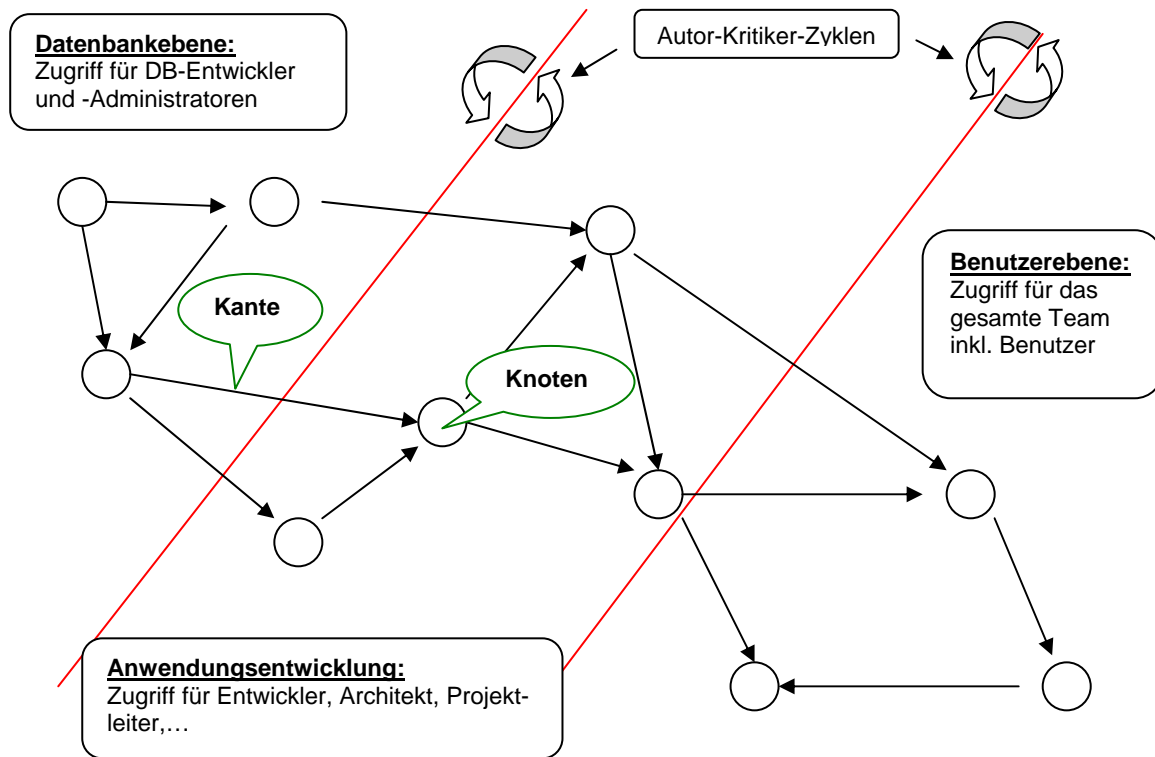 Datenbankebene:
Zugriff für DB-Entwickler
und -Administratoren
Autor-Kritiker-Zyklen
Benutzerebene:
Zugriff für das
gesamte Team
inkl. Benutzer
Kante
Knoten
Anwendungsentwicklung:
Zugriff für Entwickler, Architekt, Projekt-
leiter,…